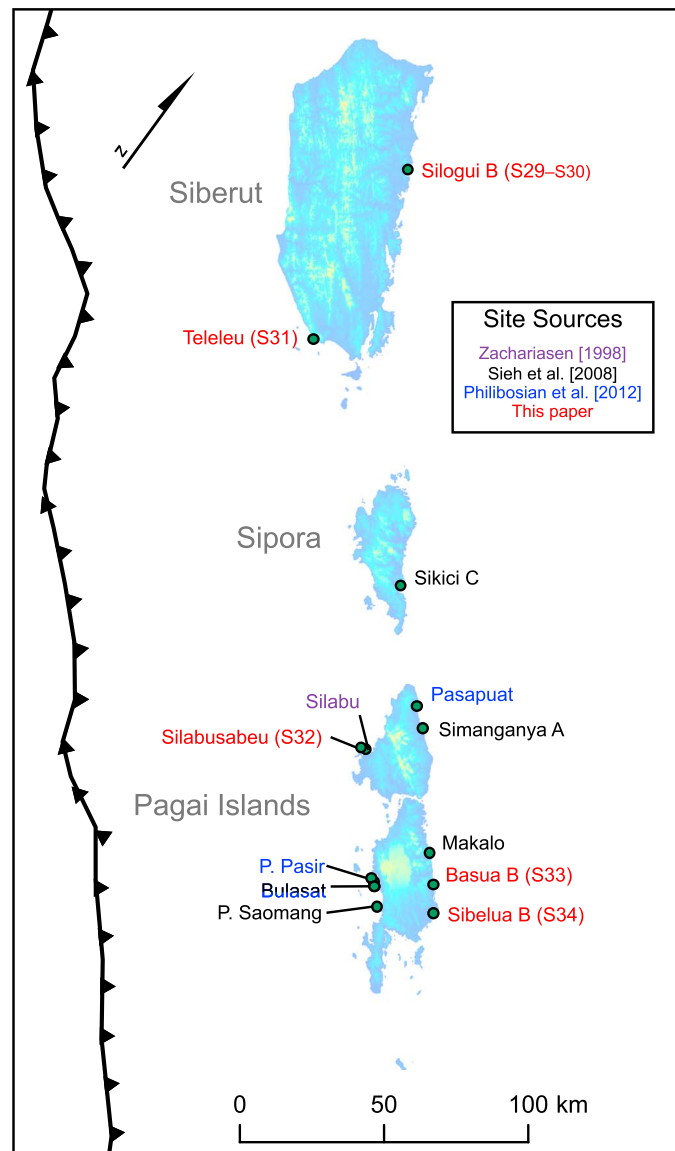 N
Siberut
Silogui B (S29–S30)
Teleleu (S31)
Site Sources
Zachariasen [1998]
Sieh et al. [2008]
Philibosian et al. [2012]
This paper
Sipora
Sikici C
Silabu
Pasapuat
Silabusabeu (S32)
Simanganya A
Pagai Islands
Makalo
P. Pasir
Basua B (S33)
Bulasat
P. Saomang
Sibelua B (S34)
0 50 100 km